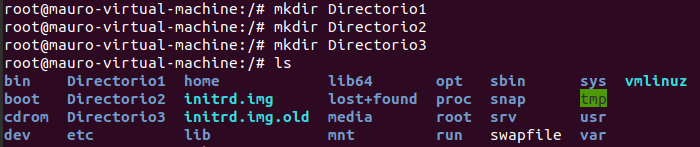 root@mauro-virtual-machine:/# mkdir Directorio1
root@mauro-virtual-machine:/# mkdir Directorio2
root@mauro-virtual-machine:/# mkdir Directorio3
root@mauro-virtual-machine:/# ls
bin    Directorio1  home            lib64       opt   sbin      sys  vmlinuz
boot   Directorio2  initrd.img      lost+found  proc  snap      tmp
cdrom  Directorio3  initrd.img.old  media       root  srv       usr
dev    etc          lib             mnt         run   swapfile  var